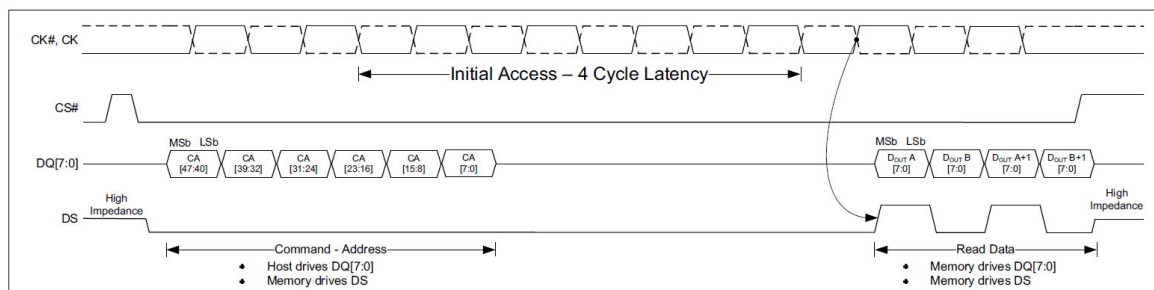 CK#, CK
Initial Access – 4 Cycle Latency
CS#
MSb LSb
MSb LSb
DQ[7:0]
CA
[47:40]
CA
[39:32]
CA
[31:24]
CA
[23:16]
CA
[15:8]
CA
[7:0]
DOUT A
[7:0]
DOUT B
[7:0]
DOUT A+1
[7:0]
DOUT B+1
[7:0]
High
Impedance
High
Impedance
DS
Command - Address
• Host drives DQ[7:0]
• Memory drives DS
Read Data
• Memory drives DQ[7:0]
• Memory drives DS